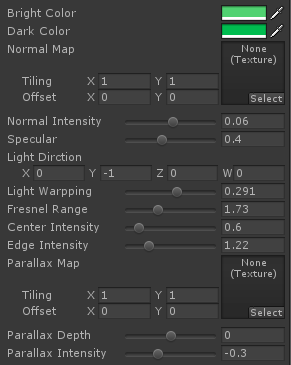 Bright Color
Dark Color
Normal Map
None
(Texture)
Tiling X 1 Y 1
Offset X 0 Y 0
Select
Normal Intensity 0.06
Specular 0.4
Light Dirction
X 0 Y -1 Z 0 W 0
Light Warpping 0.291
Fresnel Range 1.73
Center Intensity 0.6
Edge Intensity 1.22
Parallax Map
None
(Texture)
Tiling X 1 Y 1
Offset X 0 Y 0
Select
Parallax Depth 0
Parallax Intensity -0.3